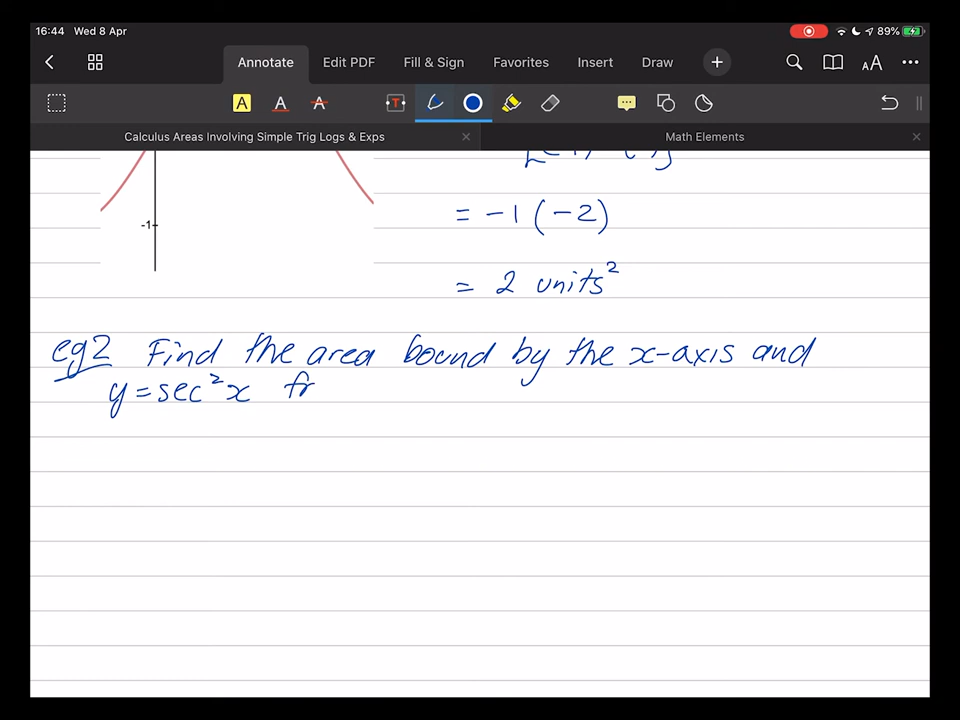 16:44 Wed 8 Apr 89%
Annotate Edit PDF Fill & Sign Favorites Insert Draw
Calculus Areas Involving Simple Trig Logs & Exps Math Elements
-1
= -1 (-2)
= 2 units²
eg2 Find the area bound by the x-axis and
y = sec²x fr